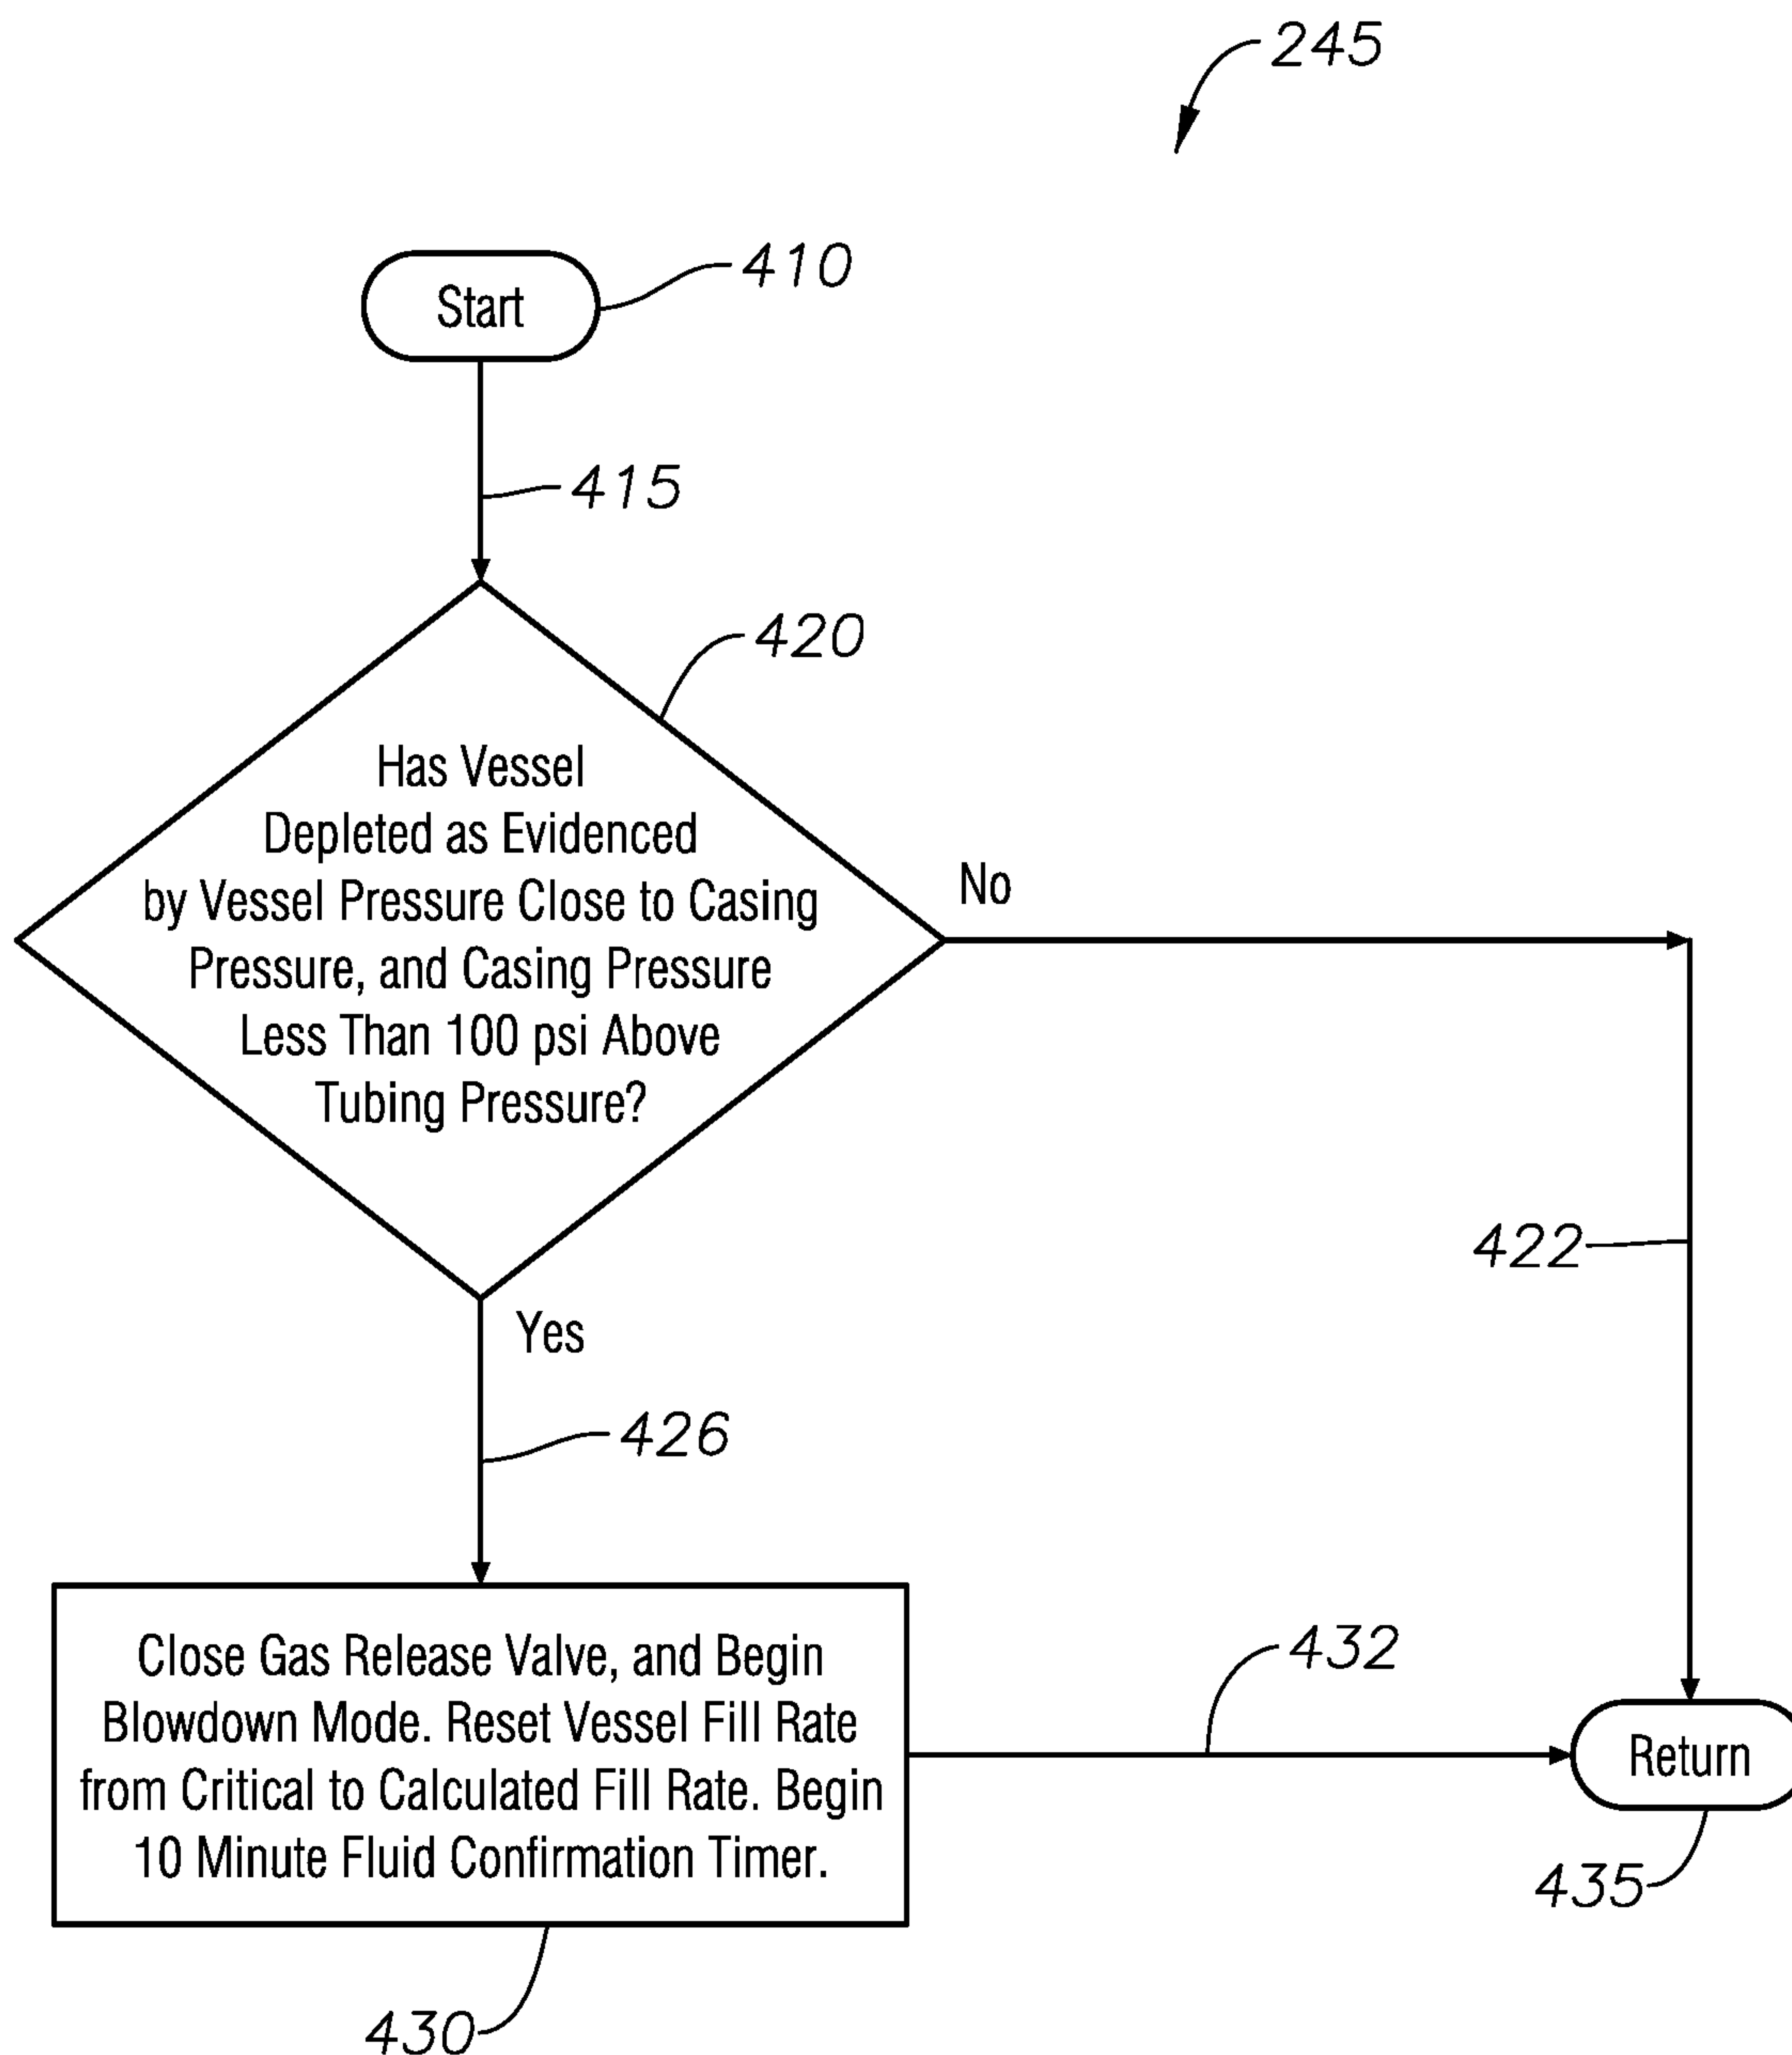 245
Start
410
415
420
Has Vessel
Depleted as Evidenced
by Vessel Pressure Close to Casing
Pressure, and Casing Pressure
Less Than 100 psi Above
Tubing Pressure?
No
422
Yes
426
Close Gas Release Valve, and Begin
Blowdown Mode. Reset Vessel Fill Rate
from Critical to Calculated Fill Rate. Begin
10 Minute Fluid Confirmation Timer.
432
Return
435
430